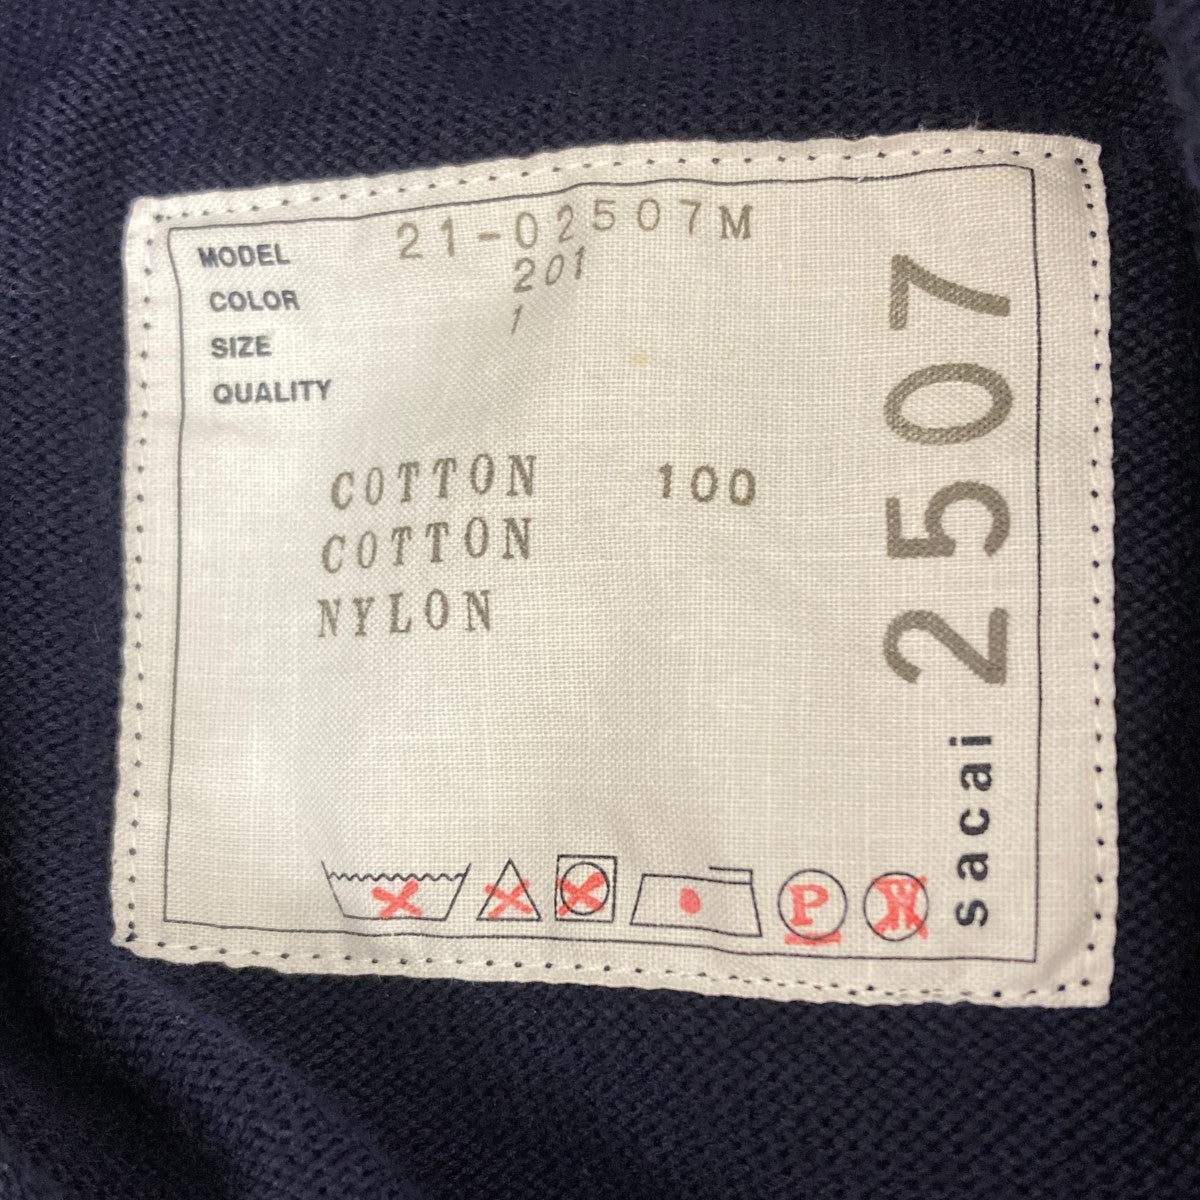 MODEL 21-02507M
COLOR 201
SIZE 1
QUALITY
COTTON 100
COTTON
NYLON
P
W
sacai 2507